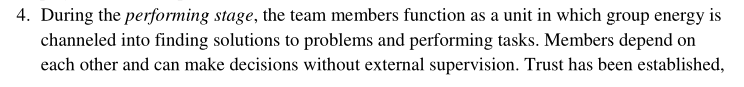 4. During the performing stage, the team members function as a unit in which group energy is
channeled into finding solutions to problems and performing tasks. Members depend on
each other and can make decisions without external supervision. Trust has been established,